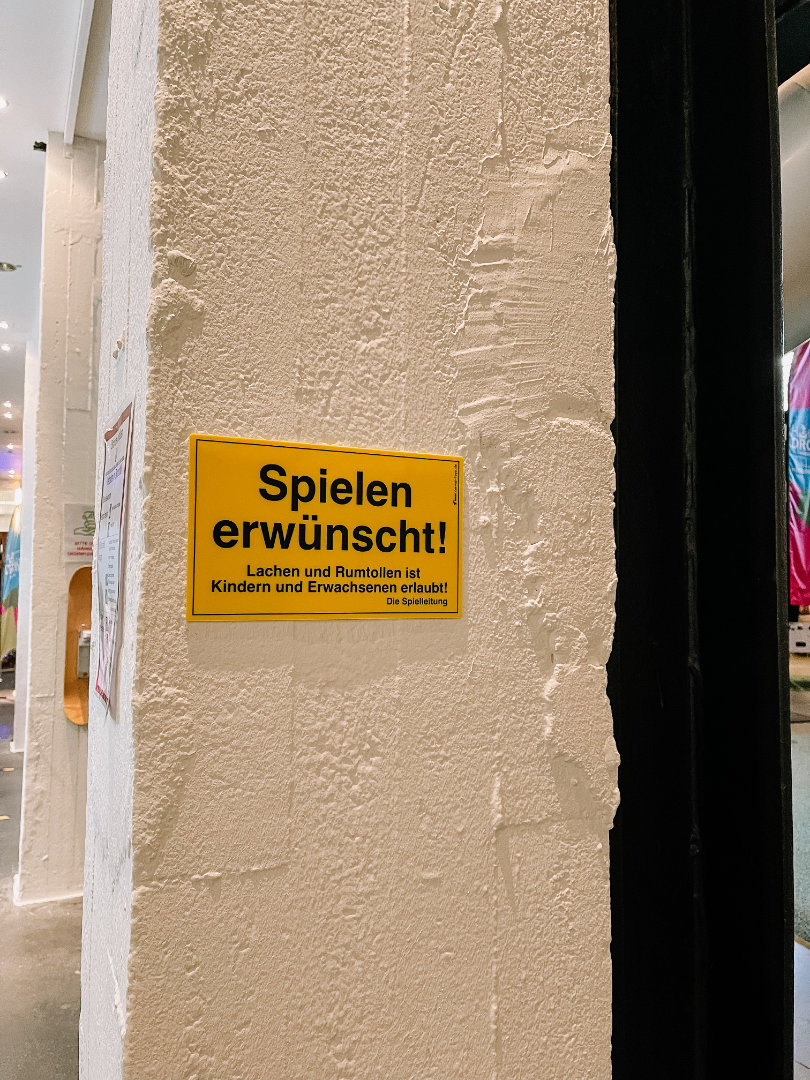 Spielen
erwünscht!
Lachen und Rumtollen ist
Kindern und Erwachsenen erlaubt!
Die Spielleitung